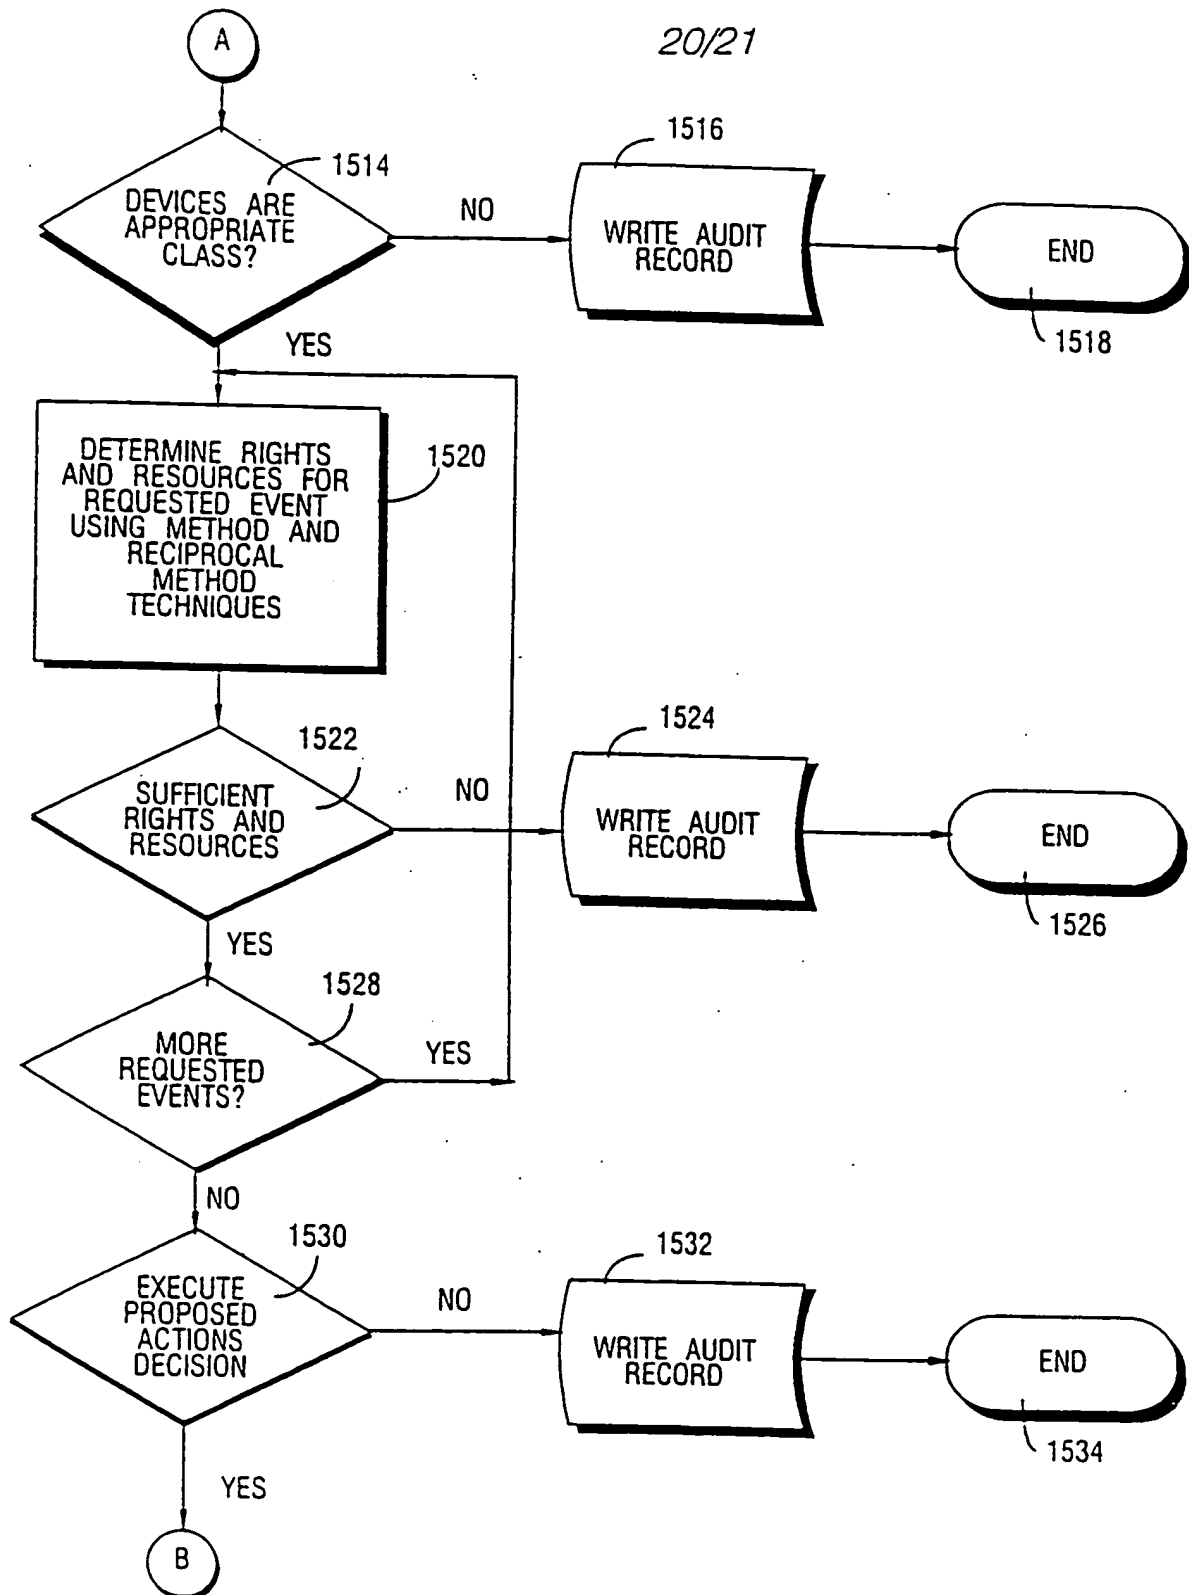 20/21
A
1514
DEVICES ARE
APPROPRIATE
CLASS?
NO
1516
WRITE AUDIT
RECORD
END
1518
YES
DETERMINE RIGHTS
AND RESOURCES FOR
REQUESTED EVENT
USING METHOD AND
RECIPROCAL
METHOD
TECHNIQUES
1520
1522
SUFFICIENT
RIGHTS AND
RESOURCES
NO
1524
WRITE AUDIT
RECORD
END
1526
YES
1528
MORE
REQUESTED
EVENTS?
YES
NO
1530
EXECUTE
PROPOSED
ACTIONS
DECISION
NO
1532
WRITE AUDIT
RECORD
END
1534
YES
B